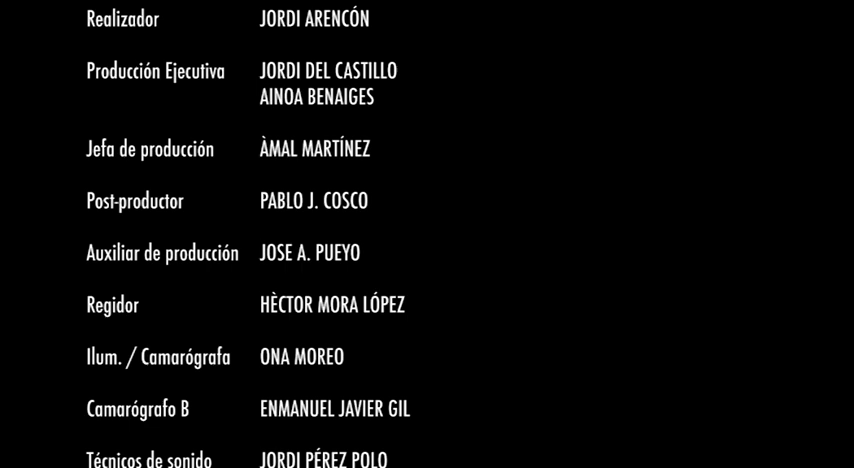 Realizador JORDI ARENCÓN
Producción Ejecutiva JORDI DEL CASTILLO
AINOA BENAIGES
Jefa de producción ÀMAL MARTÍNEZ
Post-productor PABLO J. COSCO
Auxiliar de producción JOSE A. PUEYO
Regidor HÈCTOR MORA LÓPEZ
Ilum. / Camarógrafa ONA MOREO
Camarógrafo B ENMANUEL JAVIER GIL
Técnicos de sonido JORDI PÉREZ POLO